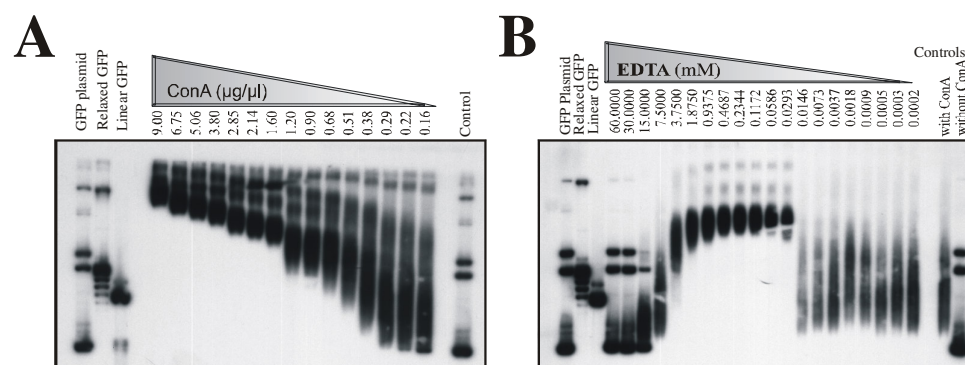 A
GFP plasmid
Relaxed GFP
Linear GFP
ConA (µg/µl)
9.00
6.75
5.06
3.80
2.85
2.14
1.60
1.20
0.90
0.68
0.51
0.38
0.29
0.22
0.16
Control
B
GFP Plasmid
Relaxed GFP
Linear GFP
EDTA (mM)
60.0000
30.0000
15.0000
7.5000
3.7500
1.8750
0.9375
0.4687
0.2344
0.1172
0.0586
0.0293
0.0146
0.0073
0.0037
0.0018
0.0009
0.0005
0.0003
0.0002
Controls
with ConA
without ConA